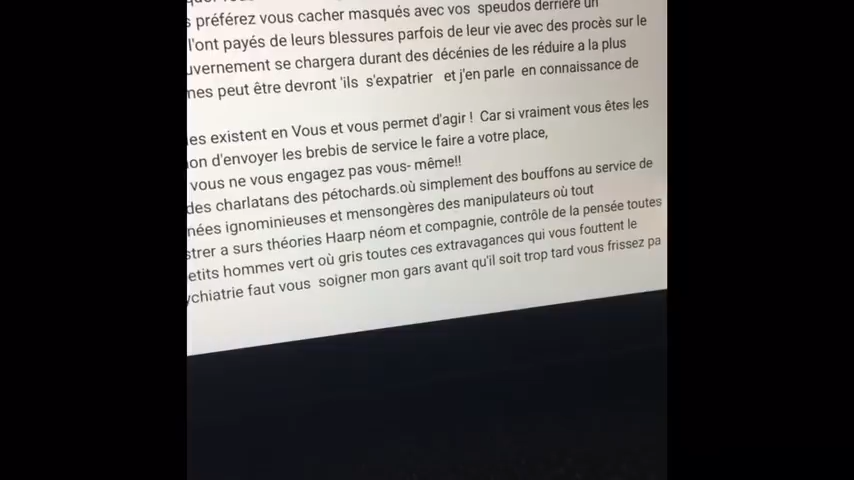 préférez vous cacher masqués avec vos speudos derrière un
l'ont payés de leurs blessures parfois de leur vie avec des procès sur le
uvernement se chargera durant des décénies de les réduire a la plus
mes peut être devront 'ils s'expatrier et j'en parle en connaissance de
es existent en Vous et vous permet d'agir ! Car si vraiment vous êtes les
on d'envoyer les brebis de service le faire a votre place,
vous ne vous engagez pas vous- même!!
des charlatans des pétochards.où simplement des bouffons au service de
nées ignominieuses et mensongères des manipulateurs où tout
strer a surs théories Haarp néom et compagnie, contrôle de la pensée toutes
etits hommes vert où gris toutes ces extravagances qui vous fouttent le
ychiatrie faut vous soigner mon gars avant qu'il soit trop tard vous frissez pa